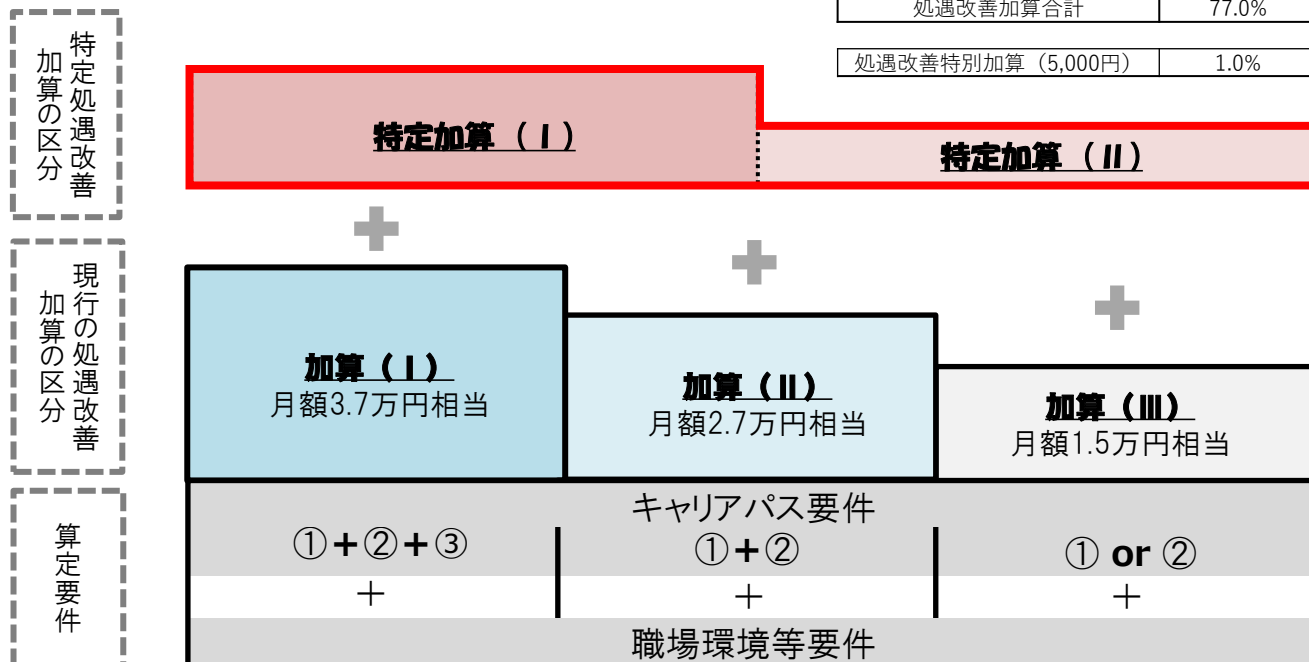 処遇改善加算合計 77.0%
処遇改善特別加算（5,000円） 1.0%
特定処遇改善
加算の区分
特定加算（Ⅰ）
特定加算（Ⅱ）
現行の処遇改善
加算の区分
加算（Ⅰ）
月額3.7万円相当
加算（Ⅱ）
月額2.7万円相当
加算（Ⅲ）
月額1.5万円相当
算定要件
キャリアパス要件
①+②+③ ①+② ① or ②
＋ ＋ ＋
職場環境等要件